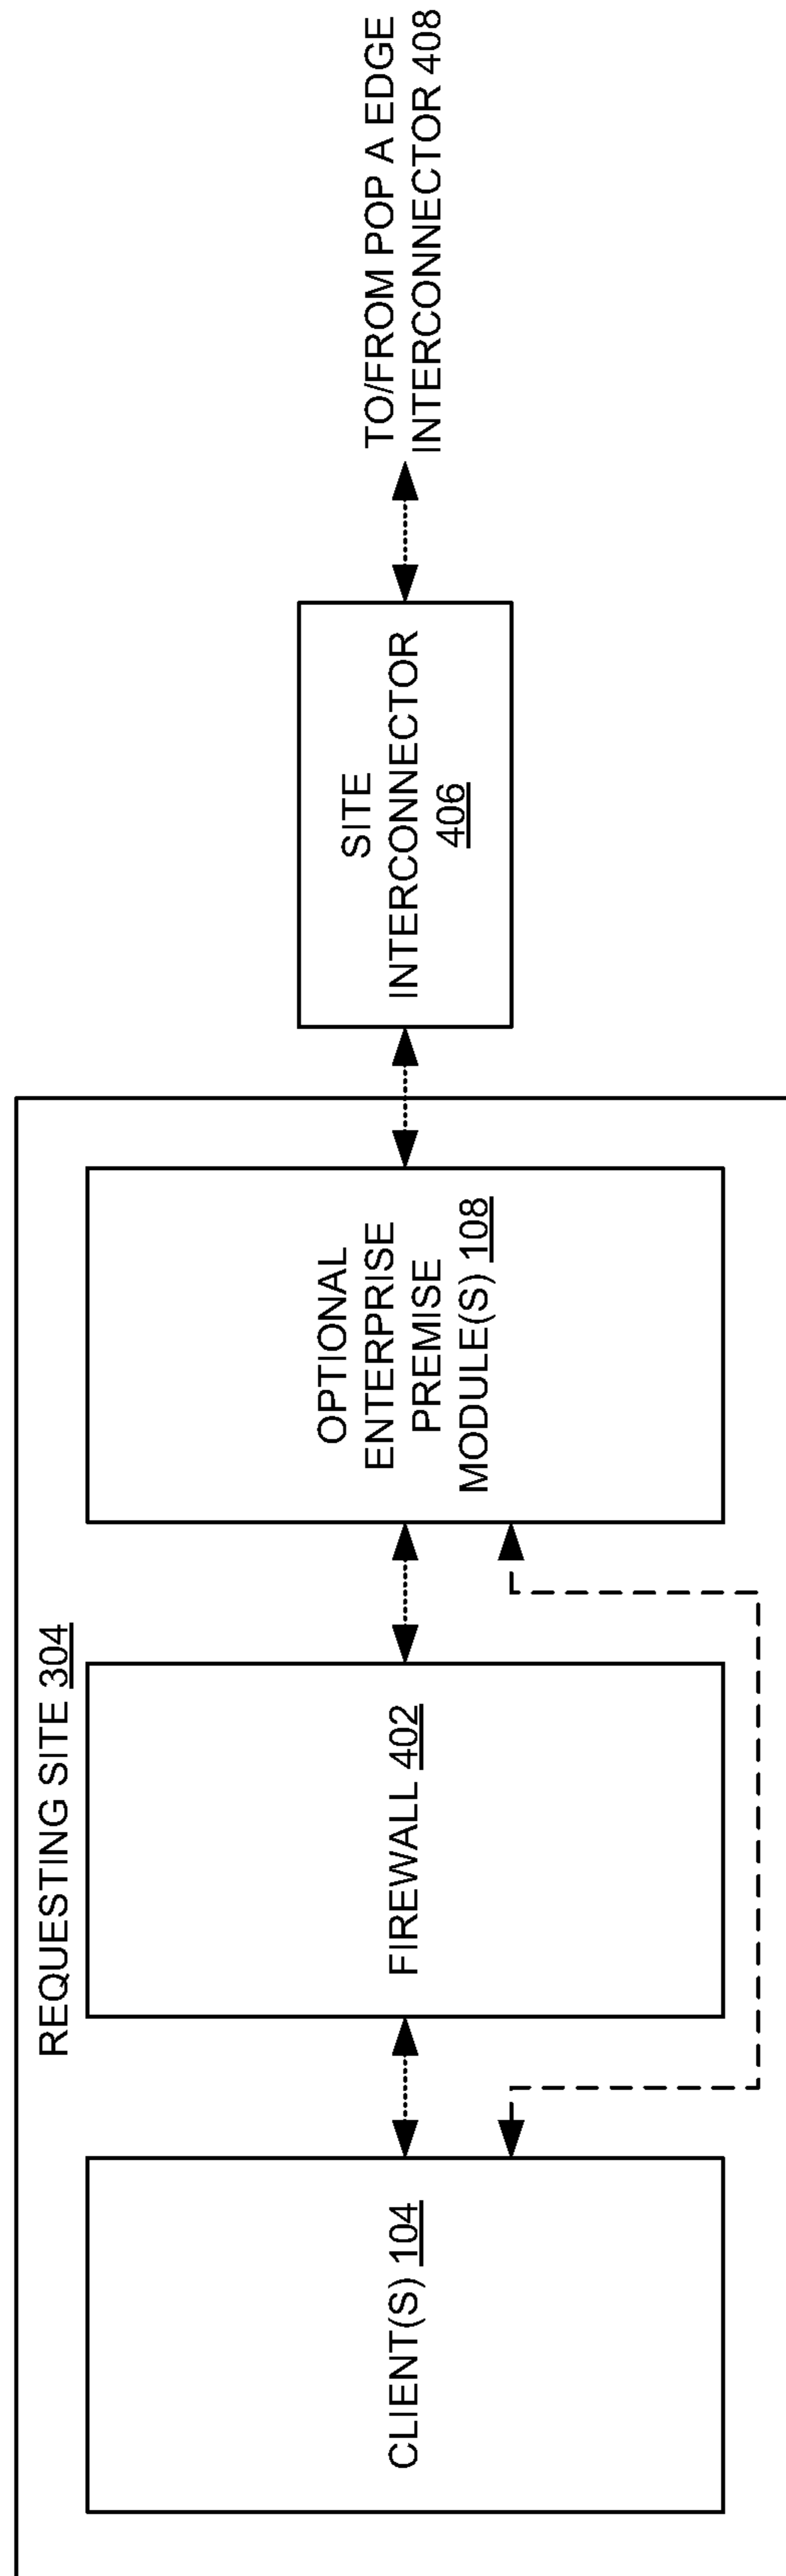 REQUESTING SITE 304
CLIENT(S) 104
FIREWALL 402
OPTIONAL
ENTERPRISE
PREMISE
MODULE(S) 108
SITE
INTERCONNECTOR
406
TO/FROM POP A EDGE
INTERCONNECTOR 408